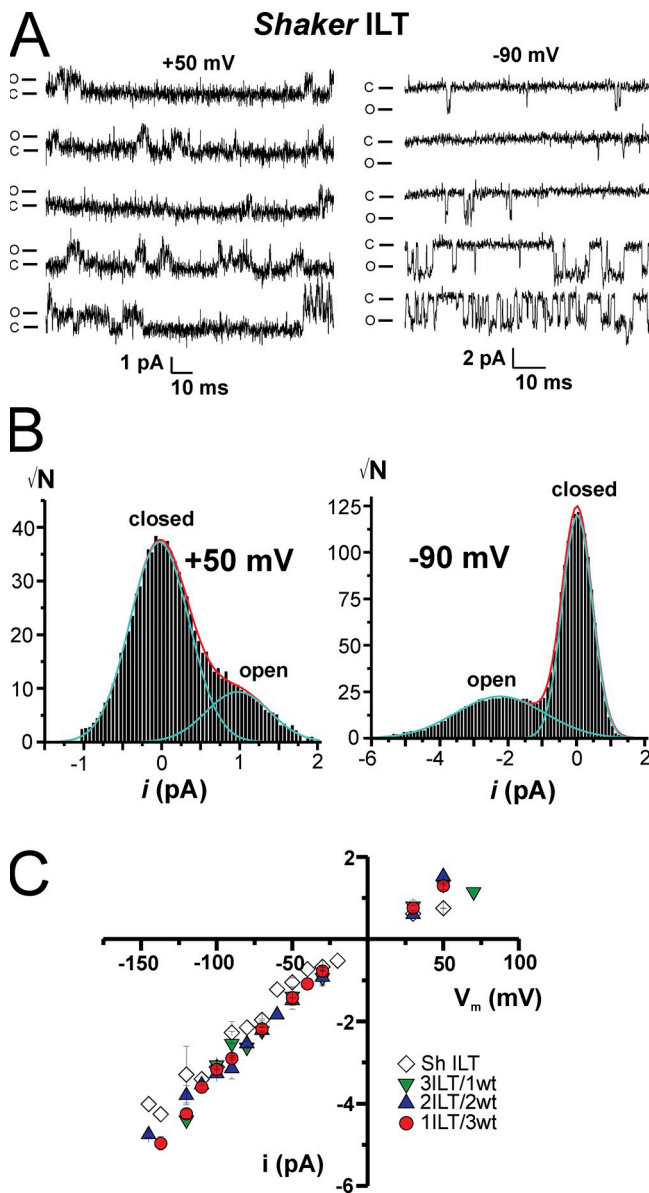 A
Shaker ILT
+50 mV
-90 mV
O
C
O
C
O
C
O
C
O
C
C
O
C
O
C
O
C
O
C
O
1 pA
10 ms
2 pA
10 ms
B
√N
closed
+50 mV
open
40
30
20
10
0
-1 0 1 2
i (pA)
√N
closed
-90 mV
open
125
100
75
50
25
0
-6 -4 -2 0 2
i (pA)
C
2
-150 -100 -50 50 100
Vm (mV)
-2
-4
-6
i (pA)
Sh ILT
3ILT/1wt
2ILT/2wt
1ILT/3wt